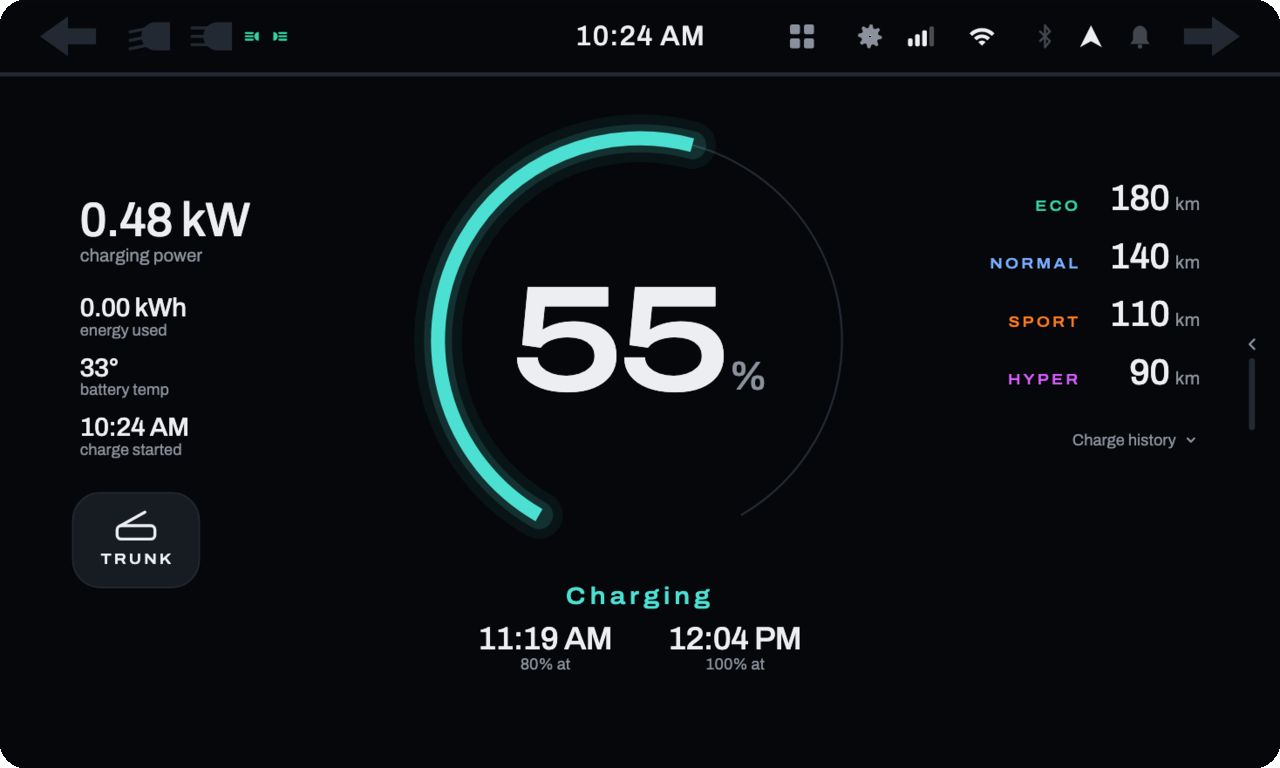 10:24 AM
0.48 kW
charging power
0.00 kWh
energy used
33°
battery temp
10:24 AM
charge started
TRUNK
55%
Charging
11:19 AM
80% at
12:04 PM
100% at
ECO 180 km
NORMAL 140 km
SPORT 110 km
HYPER 90 km
Charge history